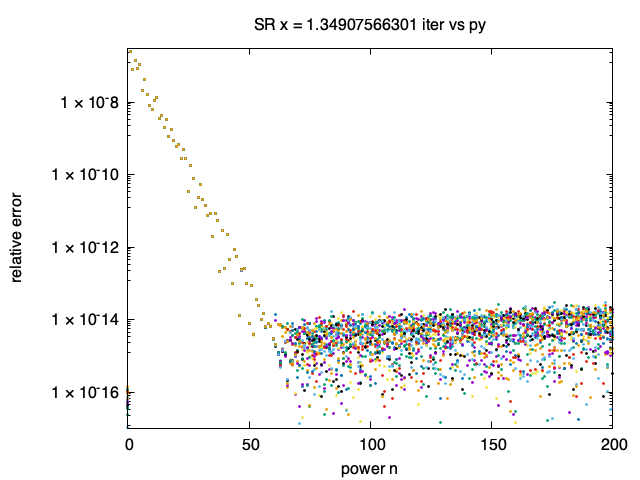 SR x = 1.34907566301 iter vs py
relative error
1 × 10⁻⁸
1 × 10⁻¹⁰
1 × 10⁻¹²
1 × 10⁻¹⁴
1 × 10⁻¹⁶
0 50 100 150 200
power n